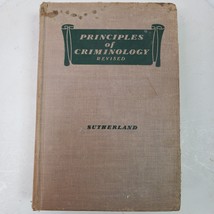 PRINCIPLES
of
CRIMINOLOGY
REVISED
SUTHERLAND